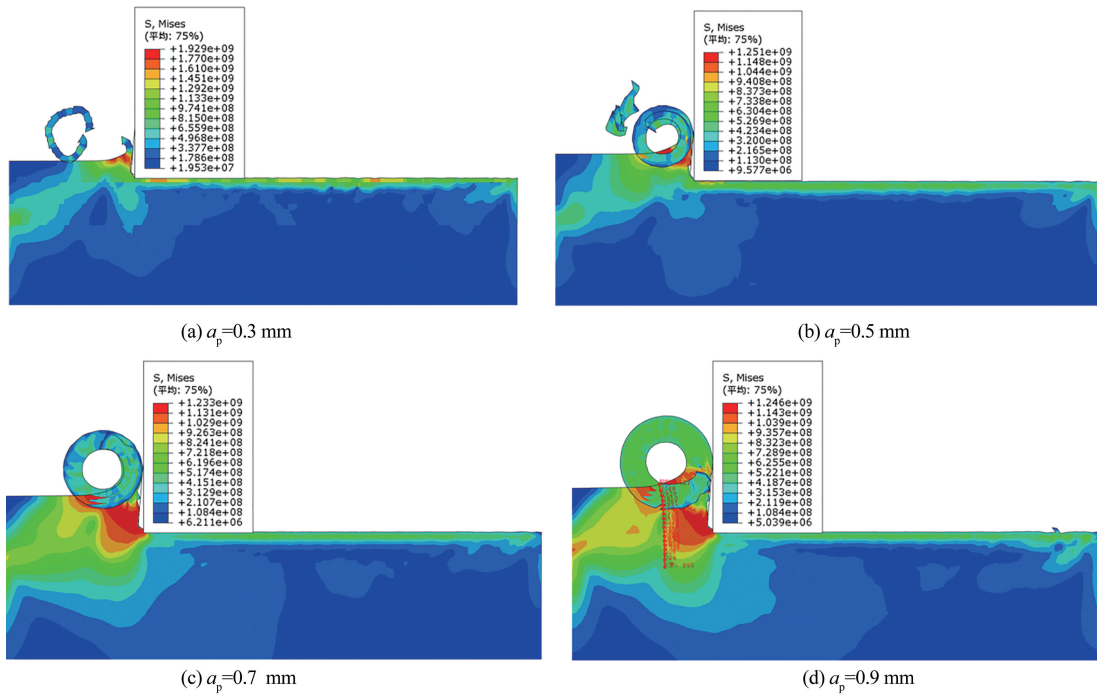 S, Mises
(平均: 75%)
+1.929e+09
+1.770e+09
+1.610e+09
+1.451e+09
+1.292e+09
+1.133e+09
+9.741e+08
+8.150e+08
+6.559e+08
+4.968e+08
+3.377e+08
+1.786e+08
+1.953e+07
(a) ap=0.3 mm
S, Mises
(平均: 75%)
+1.251e+09
+1.148e+09
+1.044e+09
+9.408e+08
+8.373e+08
+7.338e+08
+6.304e+08
+5.269e+08
+4.234e+08
+3.200e+08
+2.165e+08
+1.130e+08
+9.577e+06
(b) ap=0.5 mm
S, Mises
(平均: 75%)
+1.233e+09
+1.131e+09
+1.029e+09
+9.263e+08
+8.241e+08
+7.218e+08
+6.196e+08
+5.174e+08
+4.151e+08
+3.129e+08
+2.107e+08
+1.084e+08
+6.211e+06
(c) ap=0.7 mm
S, Mises
(平均: 75%)
+1.246e+09
+1.143e+09
+1.039e+09
+9.357e+08
+8.323e+08
+7.289e+08
+6.255e+08
+5.221e+08
+4.187e+08
+3.153e+08
+2.119e+08
+1.084e+08
+5.039e+06
(d) ap=0.9 mm